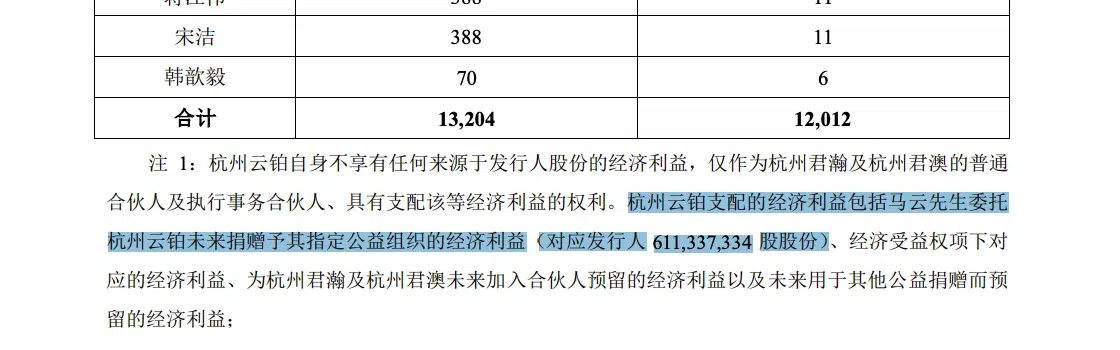 宋洁 388 11
韩歆毅 70 6
合计 13,204 12,012
注 1：杭州云铂自身不享有任何来源于发行人股份的经济利益，仅作为杭州君瀚及杭州君澳的普通
合伙人及执行事务合伙人、具有支配该等经济利益的权利。杭州云铂支配的经济利益包括马云先生委托
杭州云铂未来捐赠予其指定公益组织的经济利益（对应发行人 611,337,334 股股份）、经济受益权项下对
应的经济利益、为杭州君瀚及杭州君澳未来加入合伙人预留的经济利益以及未来用于其他公益捐赠而预
留的经济利益；